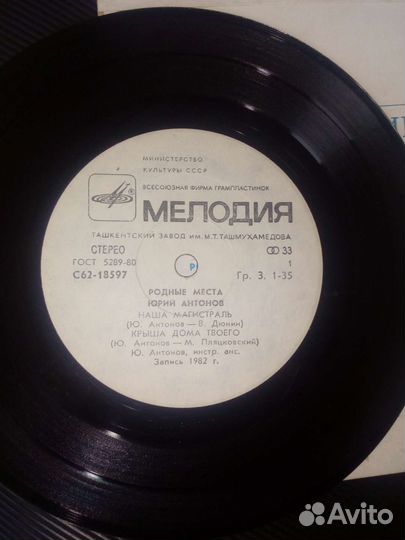 МИНИСТЕРСТВО
КУЛЬТУРЫ СССР
ВСЕСОЮЗНАЯ ФИРМА ГРАМПЛАСТИНОК
МЕЛОДИЯ
ТАШКЕНТСКИЙ ЗАВОД ИМ. М.Т. ТАШМУХАМЕДОВА
СТЕРЕО 33
ГОСТ 5289-80 1
С62-18597 Гр. 3. 1-35
Р
РОДНЫЕ МЕСТА
ЮРИЙ АНТОНОВ
НАША МАГИСТРАЛЬ
(Ю. Антонов — В. Дюнин)
КРЫША ДОМА ТВОЕГО
(Ю. Антонов — М. Пляцковский)
Ю. Антонов, инстр. анс.
Запись 1982 г.
Avito